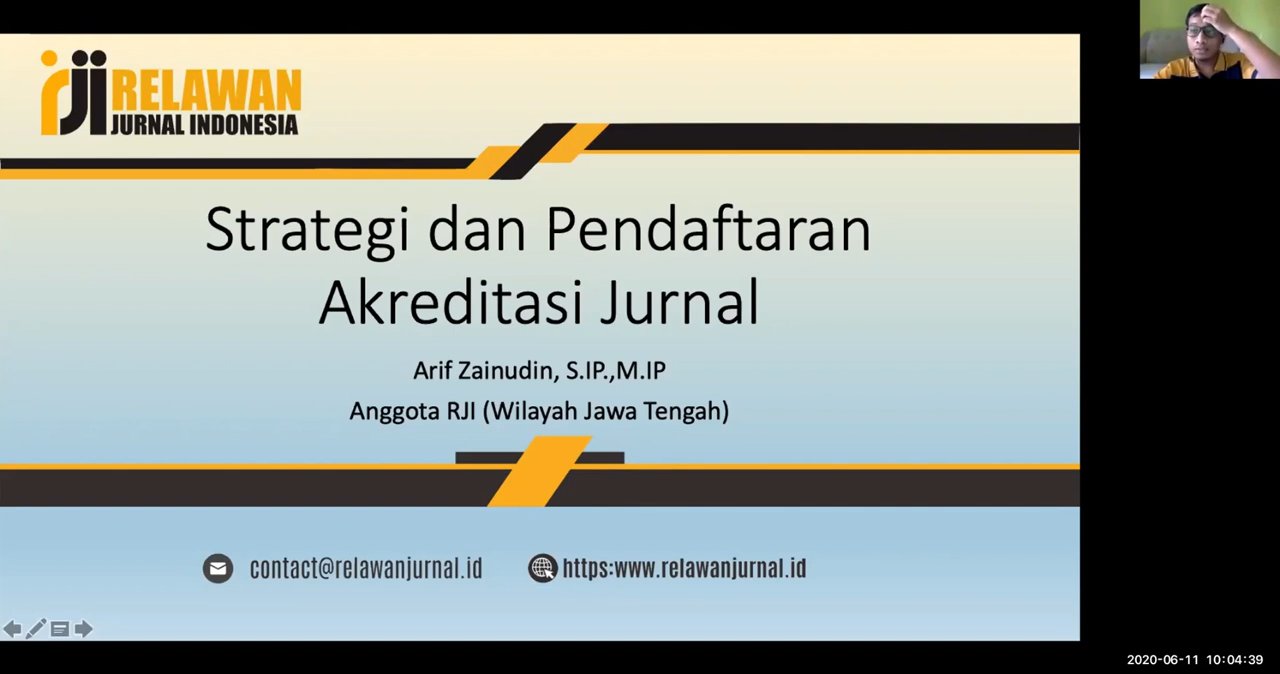 rji RELAWAN
JURNAL INDONESIA
Strategi dan Pendaftaran
Akreditasi Jurnal
Arif Zainudin, S.IP.,M.IP
Anggota RJI (Wilayah Jawa Tengah)
contact@relawanjurnal.id
https:www.relawanjurnal.id
2020-06-11 10:04:39